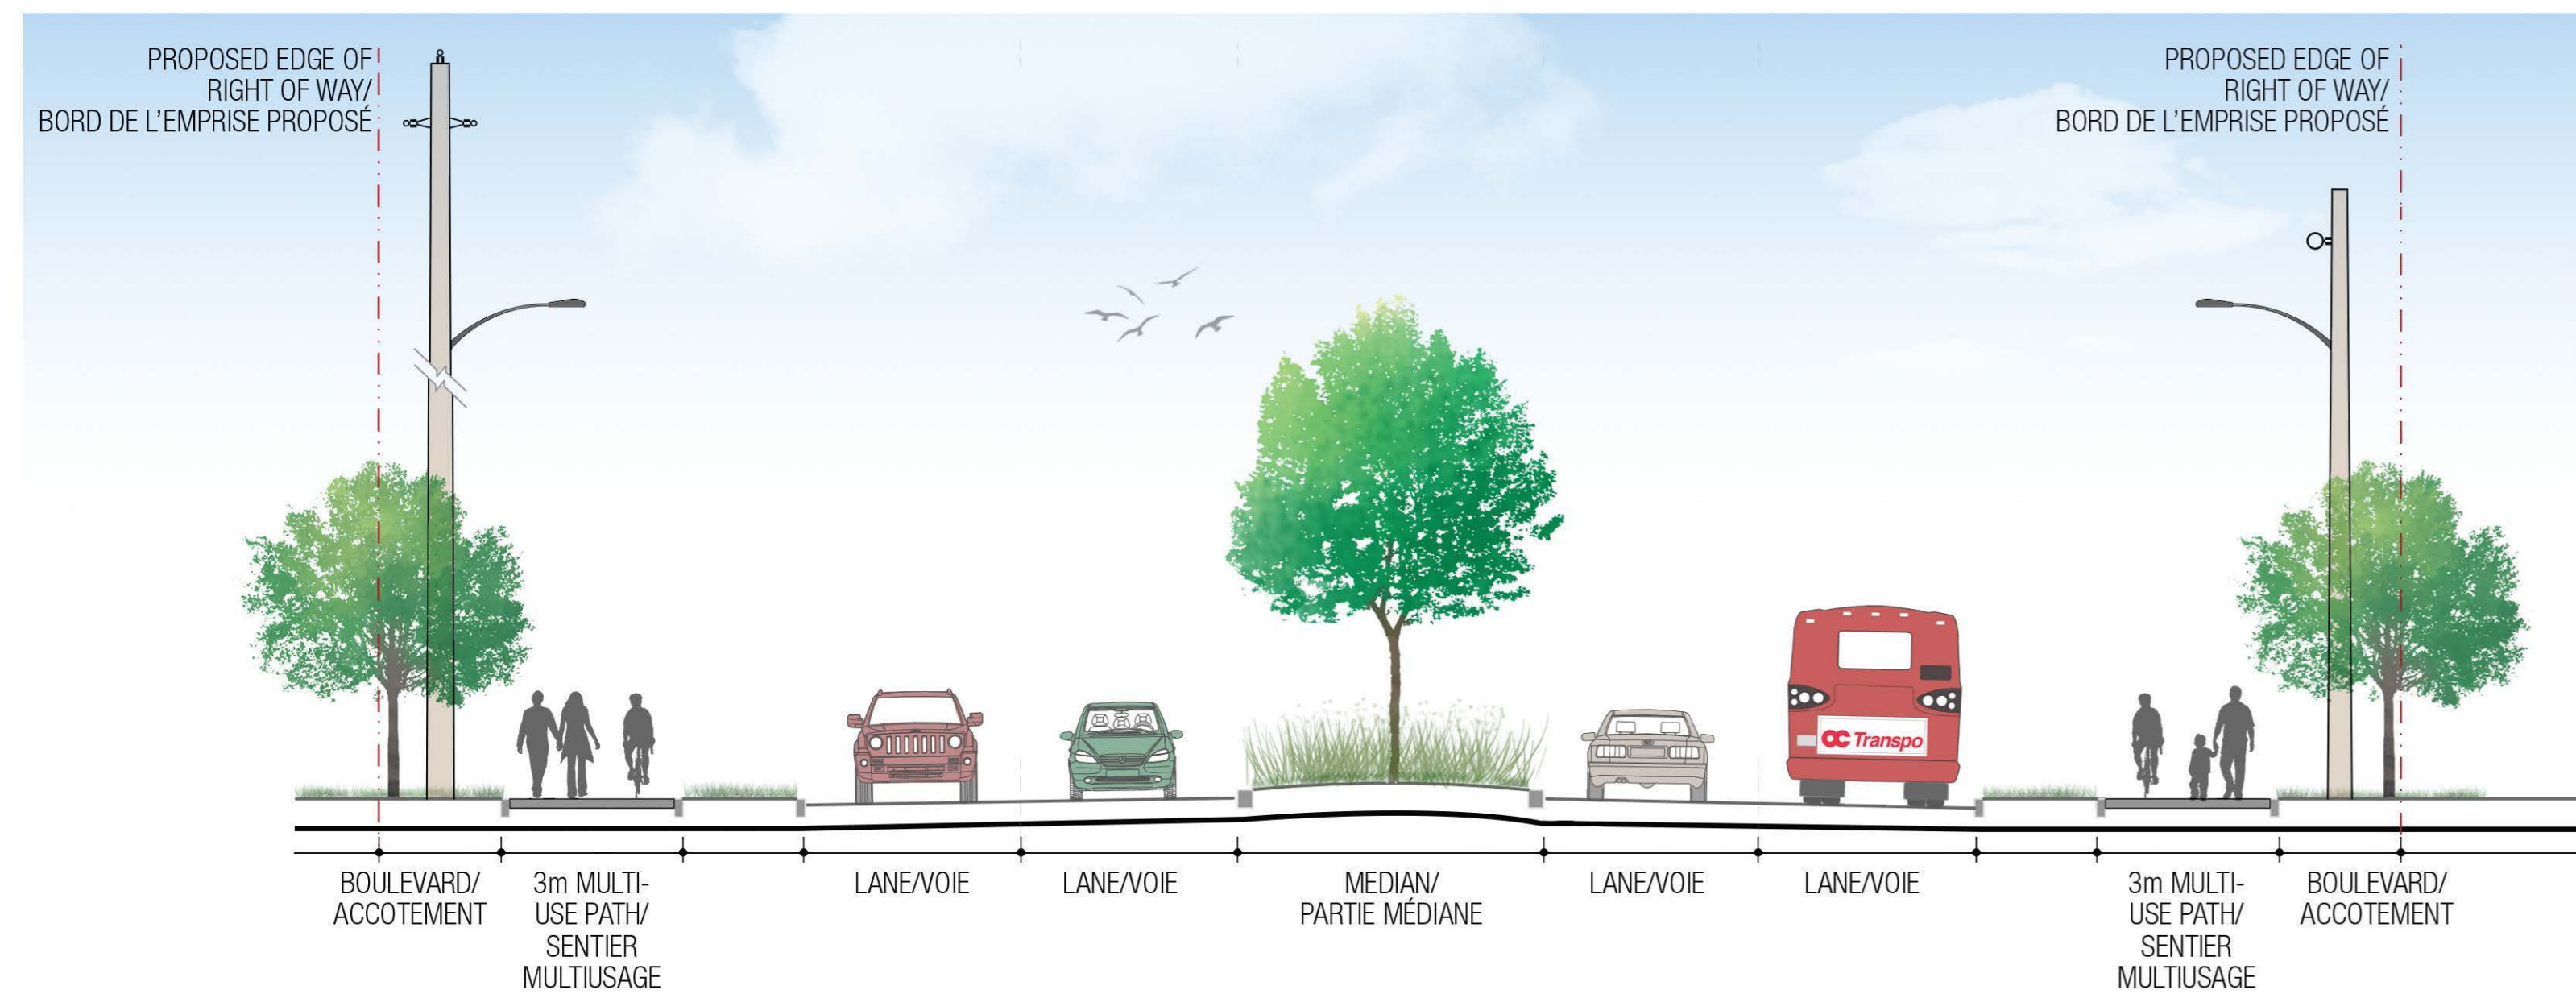 PROPOSED EDGE OF
RIGHT OF WAY/
BORD DE L'EMPRISE PROPOSÉ
PROPOSED EDGE OF
RIGHT OF WAY/
BORD DE L'EMPRISE PROPOSÉ
OC Transpo
BOULEVARD/
ACCOTEMENT
3m MULTI-
USE PATH/
SENTIER
MULTIUSAGE
LANE/VOIE
LANE/VOIE
MEDIAN/
PARTIE MÉDIANE
LANE/VOIE
LANE/VOIE
3m MULTI-
USE PATH/
SENTIER
MULTIUSAGE
BOULEVARD/
ACCOTEMENT